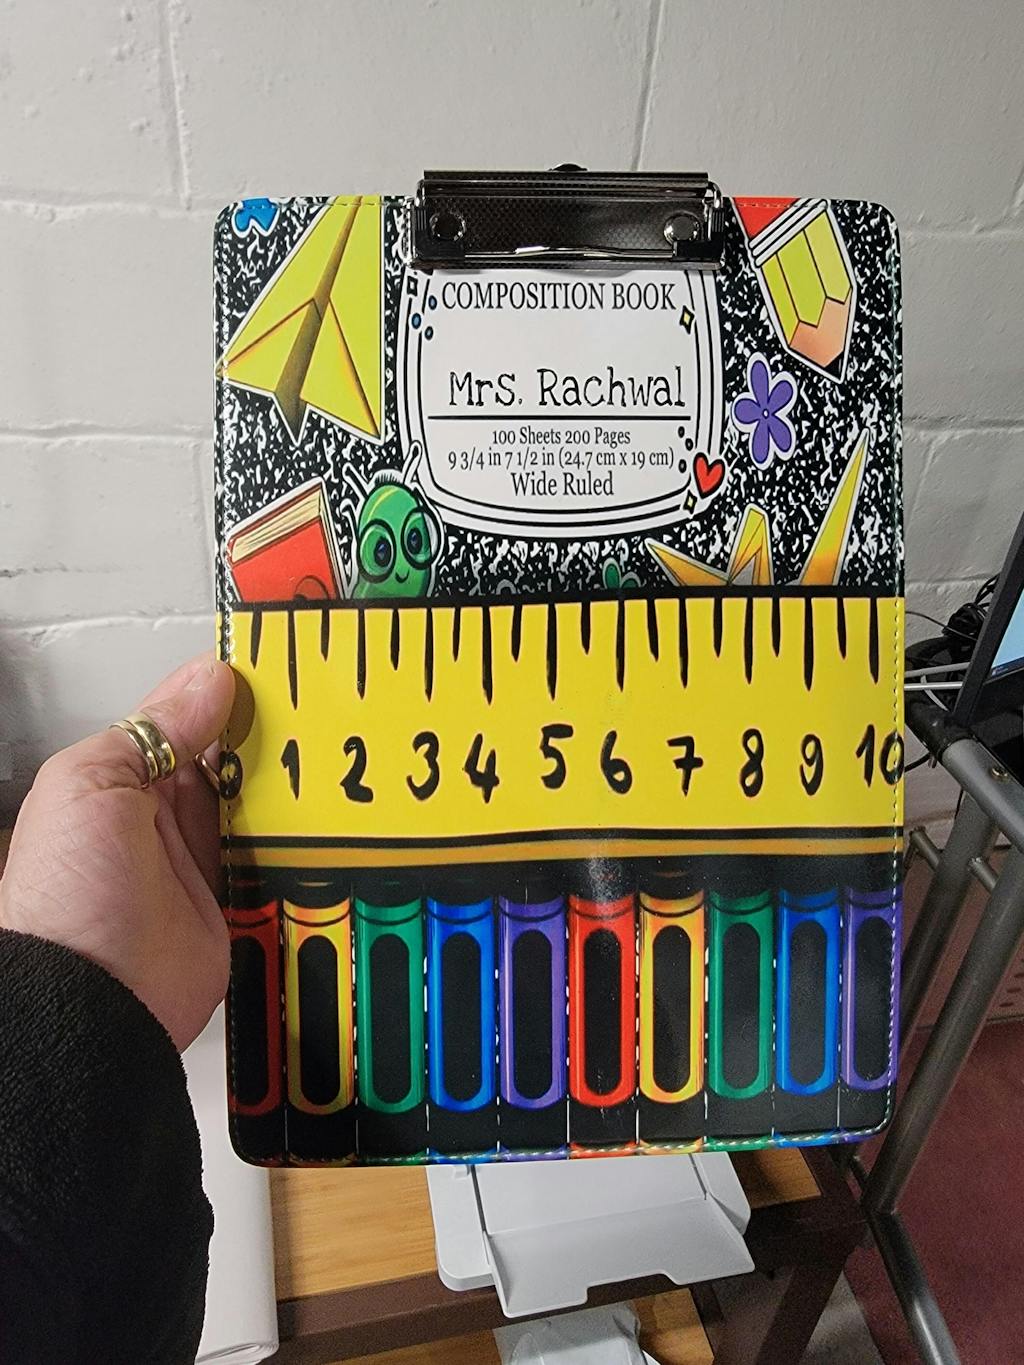 COMPOSITION BOOK
Mrs. Rachwal
100 Sheets 200 Pages
9 3/4 in 7 1/2 in (24.7 cm x 19 cm)
Wide Ruled
0 1 2 3 4 5 6 7 8 9 10